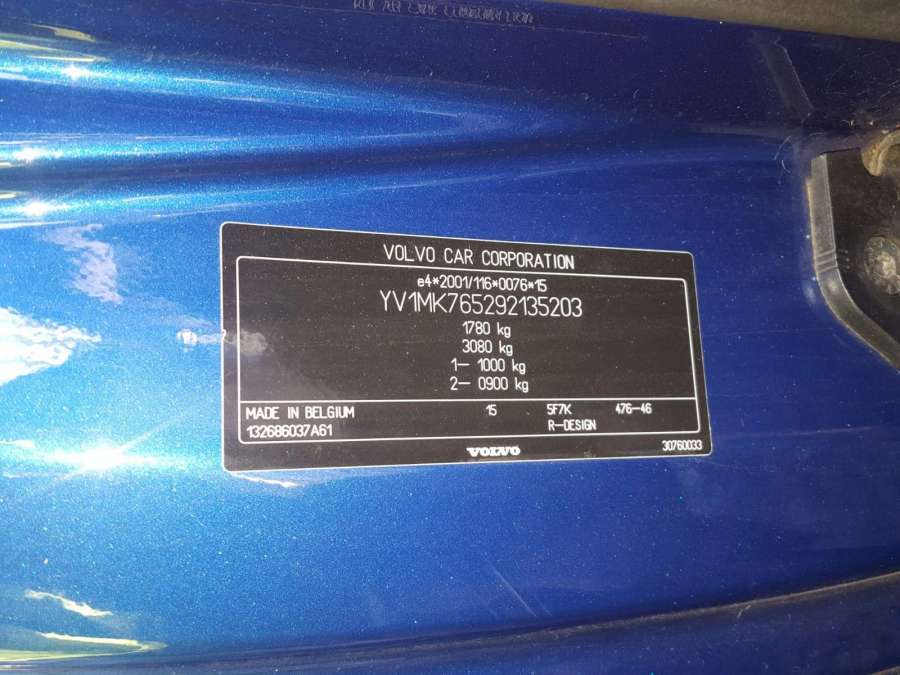 VOLVO CAR CORPORATION
e4*2001/116*0076*15
YV1MK765292135203
1780 kg
3080 kg
1– 1000 kg
2– 0900 kg
MADE IN BELGIUM 15 5F7K 476-46
132686037A61 R-DESIGN
VOLVO 30760033